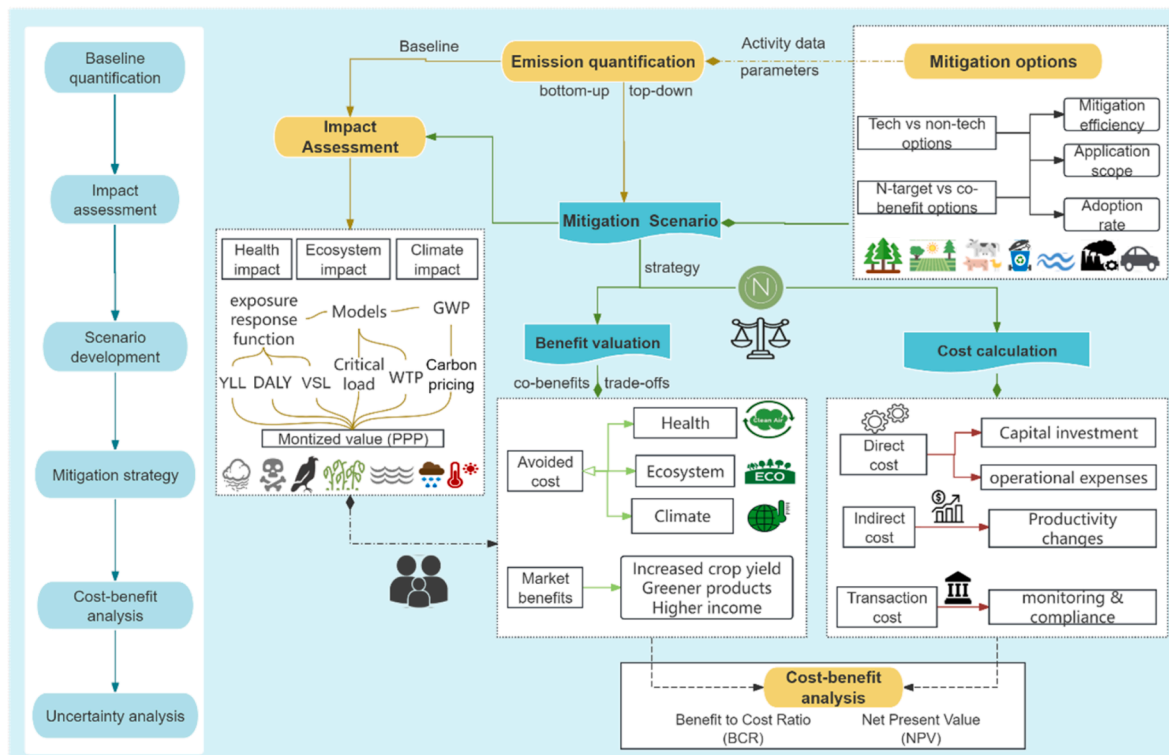 Baseline
quantification
Impact
assessment
Scenario
development
Mitigation strategy
Cost-benefit
analysis
Uncertainty analysis
Baseline
Emission quantification
bottom-up
top-down
Activity data
parameters
Mitigation options
Tech vs non-tech
options
N-target vs co-
benefit options
Mitigation
efficiency
Application
scope
Adoption
rate
Impact
Assessment
Mitigation Scenario
strategy
N
Health
impact
Ecosystem
impact
Climate
impact
exposure
response
function
Models
GWP
YLL
DALY
VSL
Critical
load
WTP
Carbon
pricing
Montized value (PPP)
Benefit valuation
co-benefits
trade-offs
Cost calculation
Avoided
cost
Health
Clean Air
Ecosystem
ECO
Climate
Market
benefits
Increased crop yield
Greener products
Higher income
Direct
cost
Capital investment
operational expenses
$
Indirect
cost
Productivity
changes
Transaction
cost
monitoring &
compliance
Cost-benefit
analysis
Benefit to Cost Ratio
(BCR)
Net Present Value
(NPV)